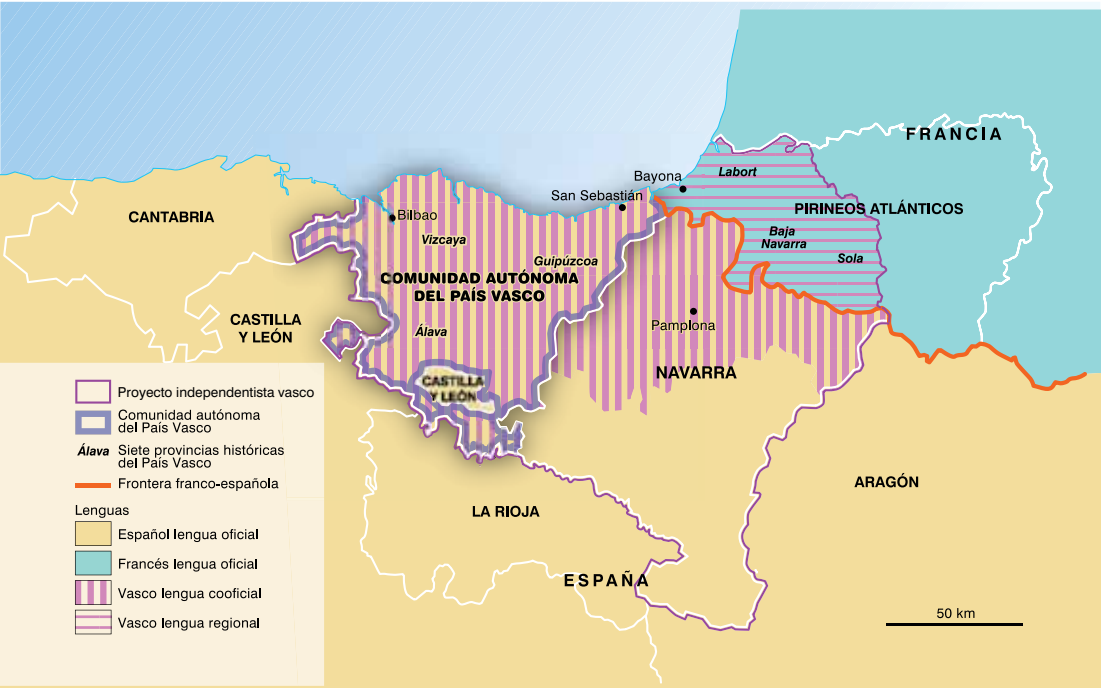 FRANCIA
Bayona
Labort
San Sebastián
CANTABRIA
Bilbao
PIRINEOS ATLÁNTICOS
Vizcaya
Baja
Navarra
Guipúzcoa
Sola
COMUNIDAD AUTÓNOMA
DEL PAÍS VASCO
CASTILLA
Y LEÓN
Álava
Pamplona
NAVARRA
CASTILLA
Y LEÓN
ARAGÓN
LA RIOJA
ESPAÑA
50 km
Proyecto independentista vasco
Comunidad autónoma
del País Vasco
Álava Siete provincias históricas
del País Vasco
Frontera franco-española
Lenguas
Español lengua oficial
Francés lengua oficial
Vasco lengua cooficial
Vasco lengua regional